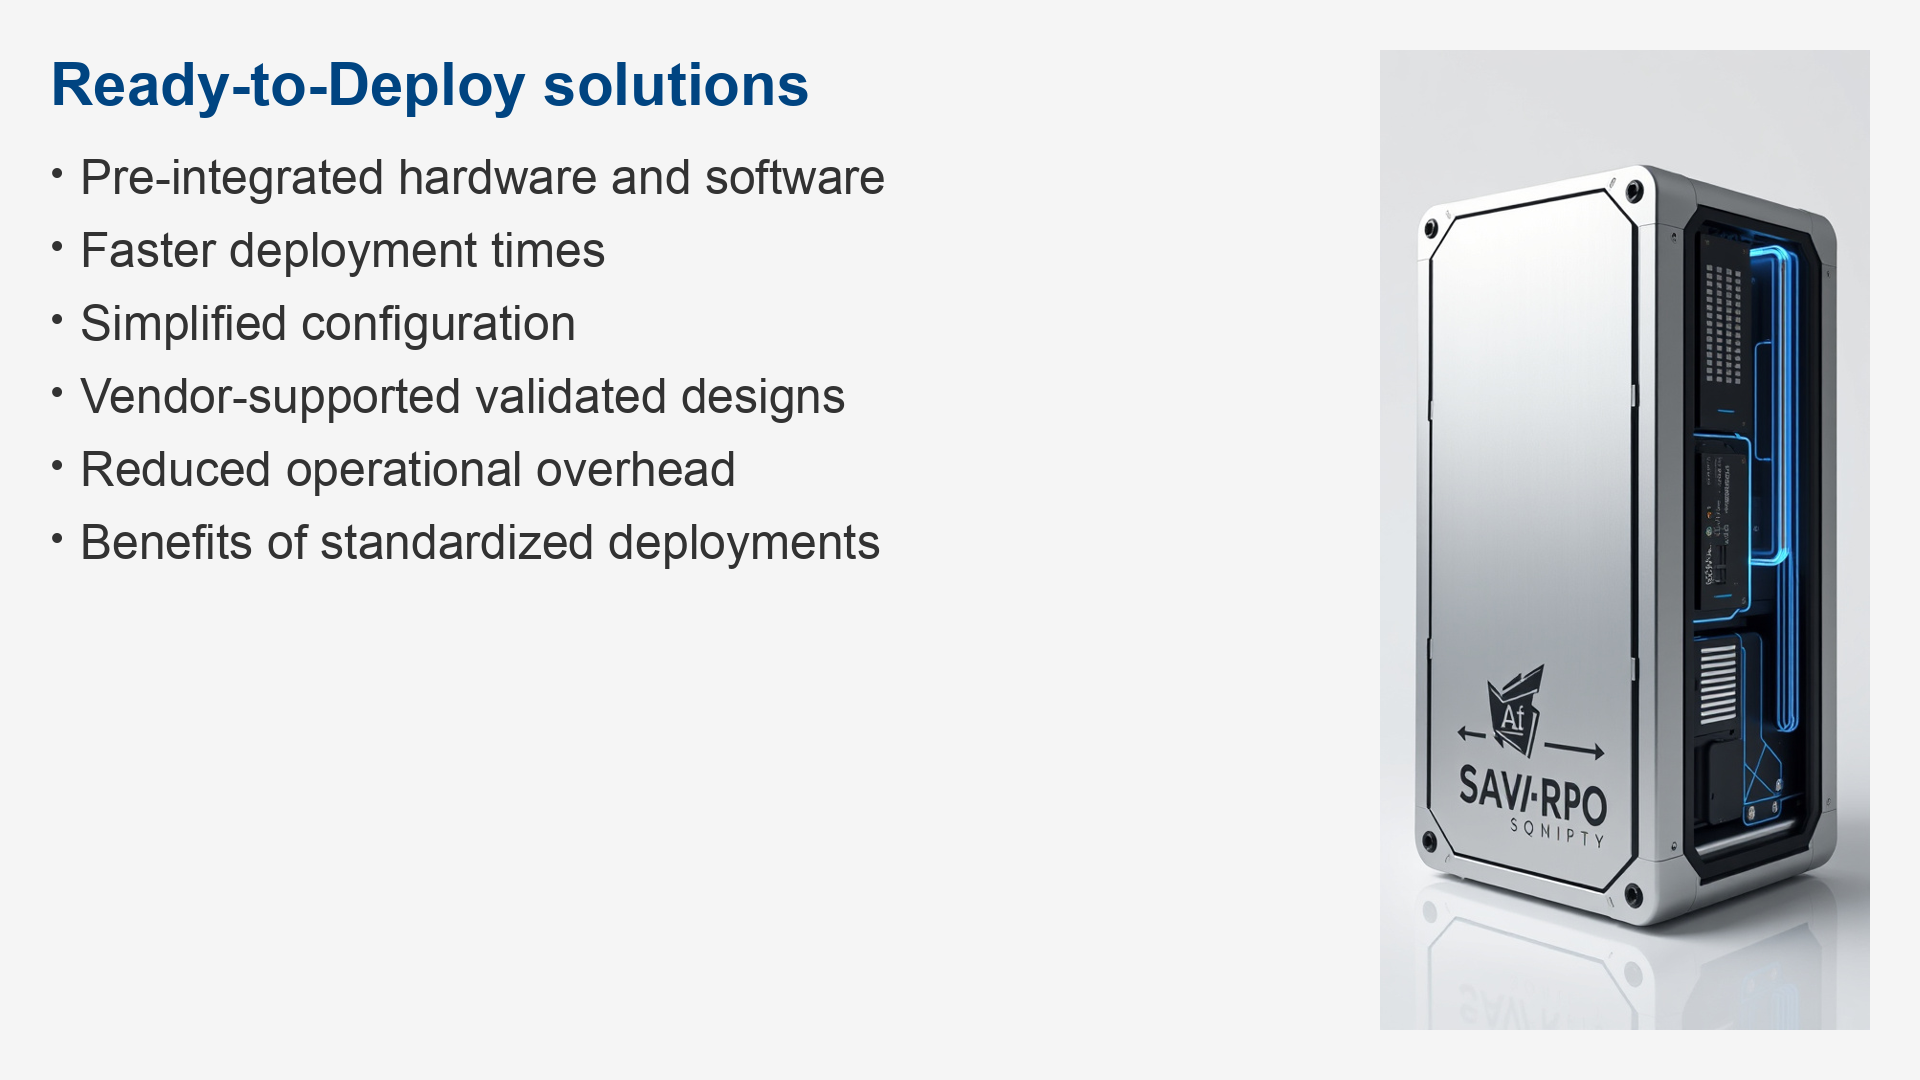 Ready-to-Deploy solutions
• Pre-integrated hardware and software
• Faster deployment times
• Simplified configuration
• Vendor-supported validated designs
• Reduced operational overhead
• Benefits of standardized deployments
Af
SAVI-RPO
SQNIPTY